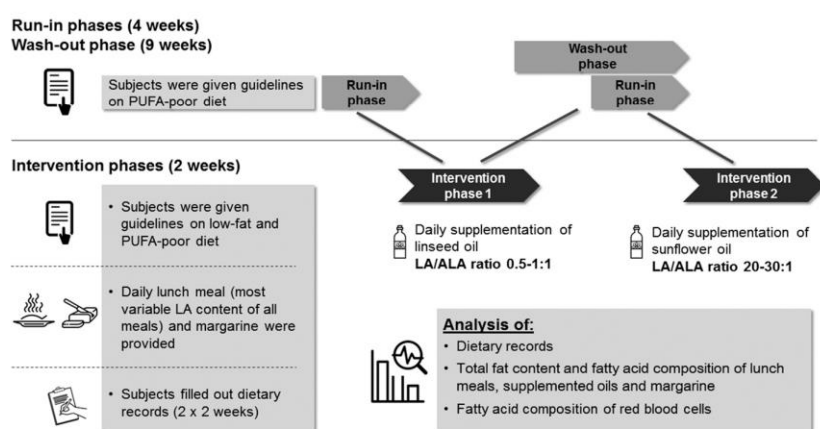 Run-in phases (4 weeks)
Wash-out phase (9 weeks)
Subjects were given guidelines
on PUFA-poor diet
Run-in
phase
Wash-out
phase
Run-in
phase
Intervention phases (2 weeks)
• Subjects were given
guidelines on low-fat and
PUFA-poor diet
• Daily lunch meal (most
variable LA content of all
meals) and margarine were
provided
• Subjects filled out dietary
records (2 x 2 weeks)
Intervention
phase 1
Daily supplementation of
linseed oil
LA/ALA ratio 0.5-1:1
Intervention
phase 2
Daily supplementation of
sunflower oil
LA/ALA ratio 20-30:1
Analysis of:
• Dietary records
• Total fat content and fatty acid composition of lunch
meals, supplemented oils and margarine
• Fatty acid composition of red blood cells